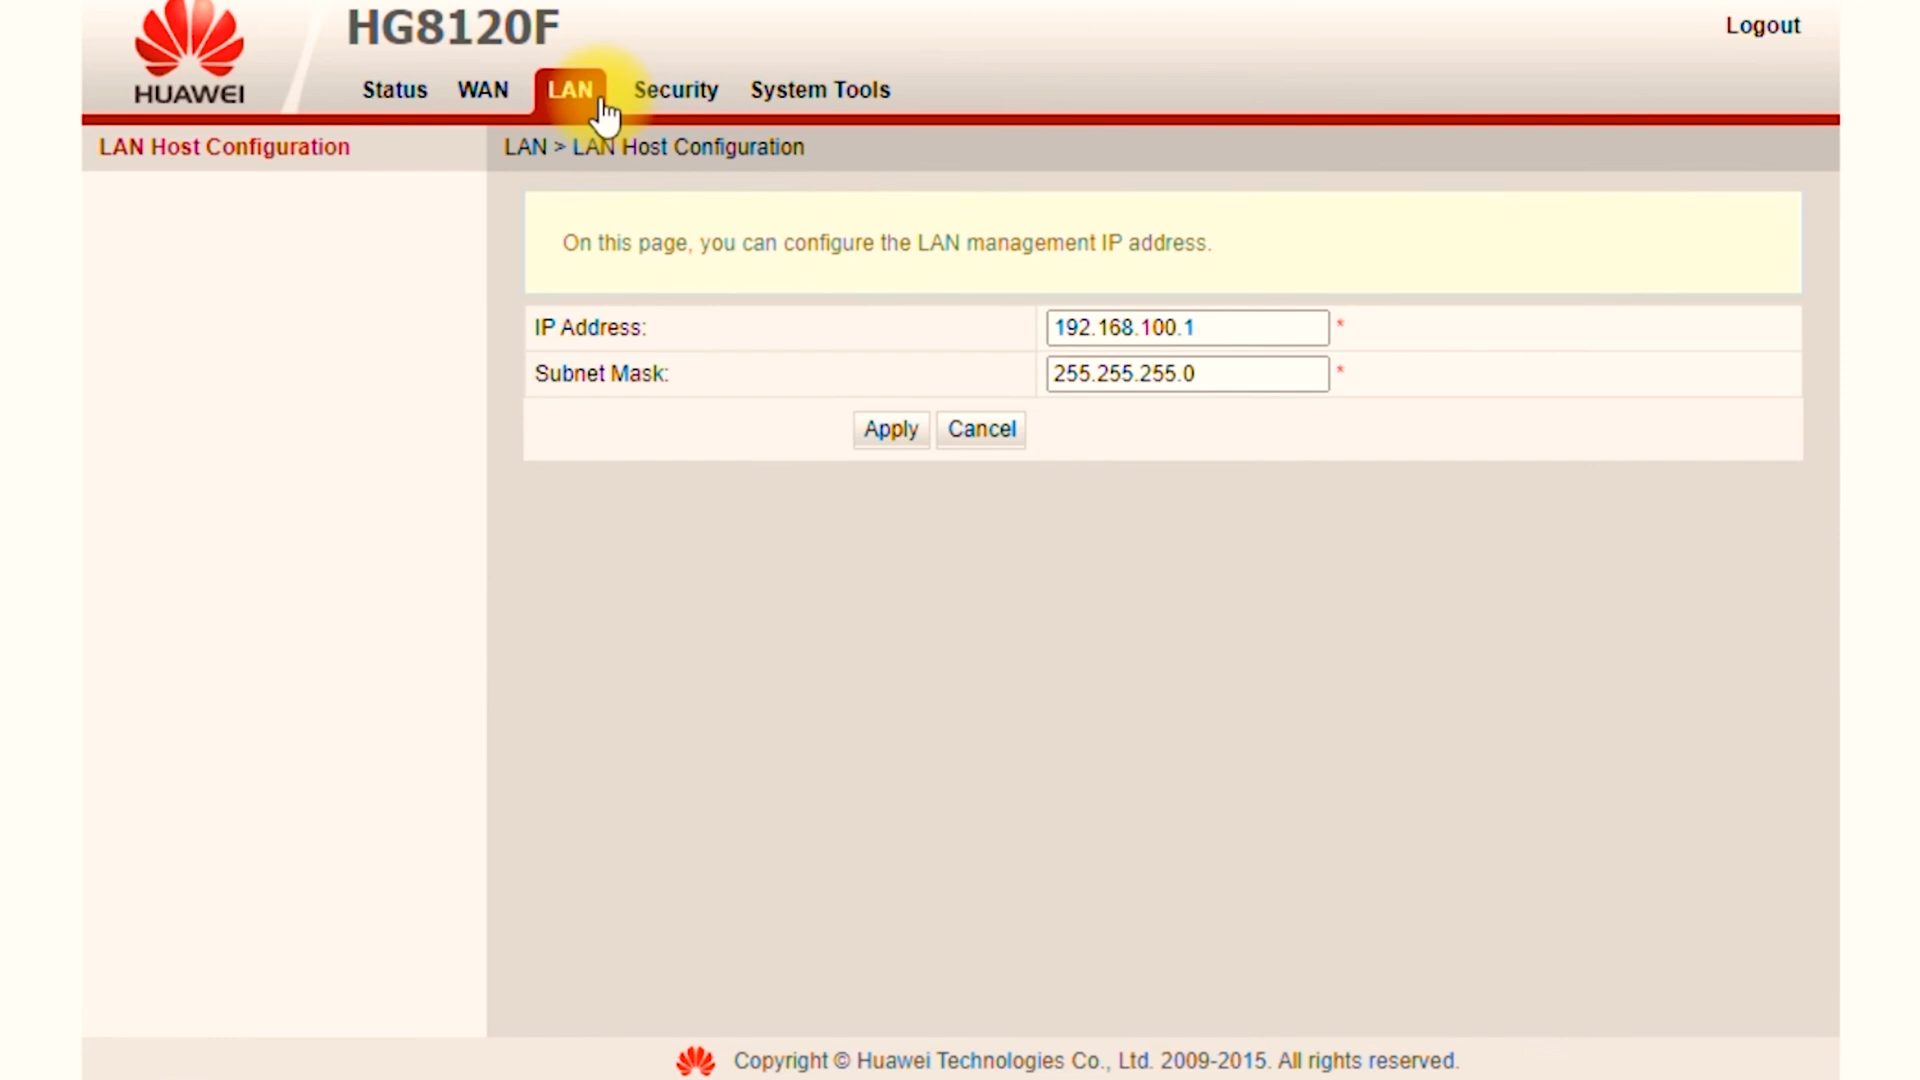 HG8120F
Logout
HUAWEI
Status WAN LAN Security System Tools
LAN Host Configuration
LAN > LAN Host Configuration
On this page, you can configure the LAN management IP address.
IP Address: 192.168.100.1 *
Subnet Mask: 255.255.255.0 *
Apply Cancel
Copyright © Huawei Technologies Co., Ltd. 2009-2015. All rights reserved.